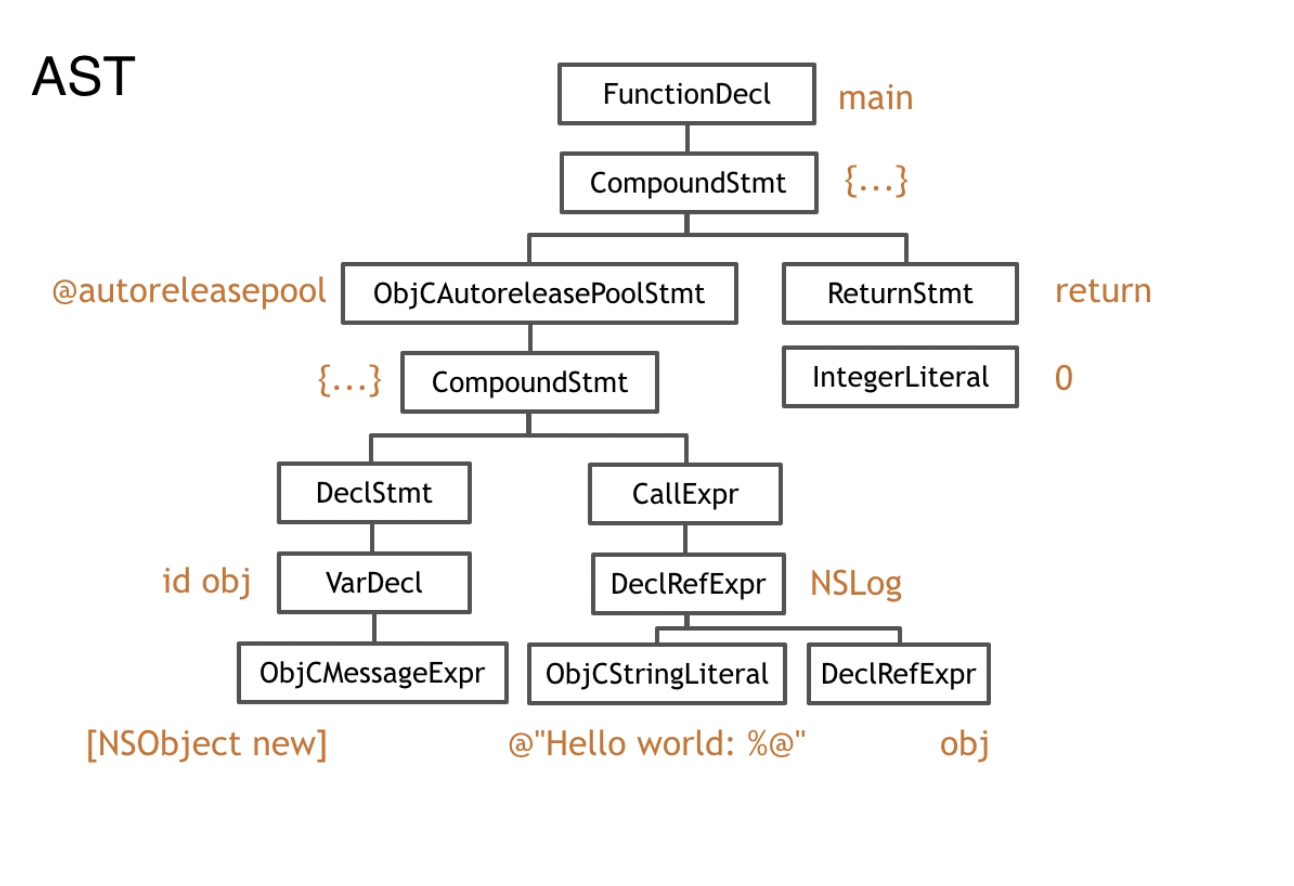 AST
FunctionDecl main
CompoundStmt {...}
@autoreleasepool ObjCAutoreleasePoolStmt ReturnStmt return
{...} CompoundStmt IntegerLiteral 0
DeclStmt CallExpr
id obj VarDecl DeclRefExpr NSLog
ObjCMessageExpr ObjCStringLiteral DeclRefExpr
[NSObject new] @"Hello world: %@" obj